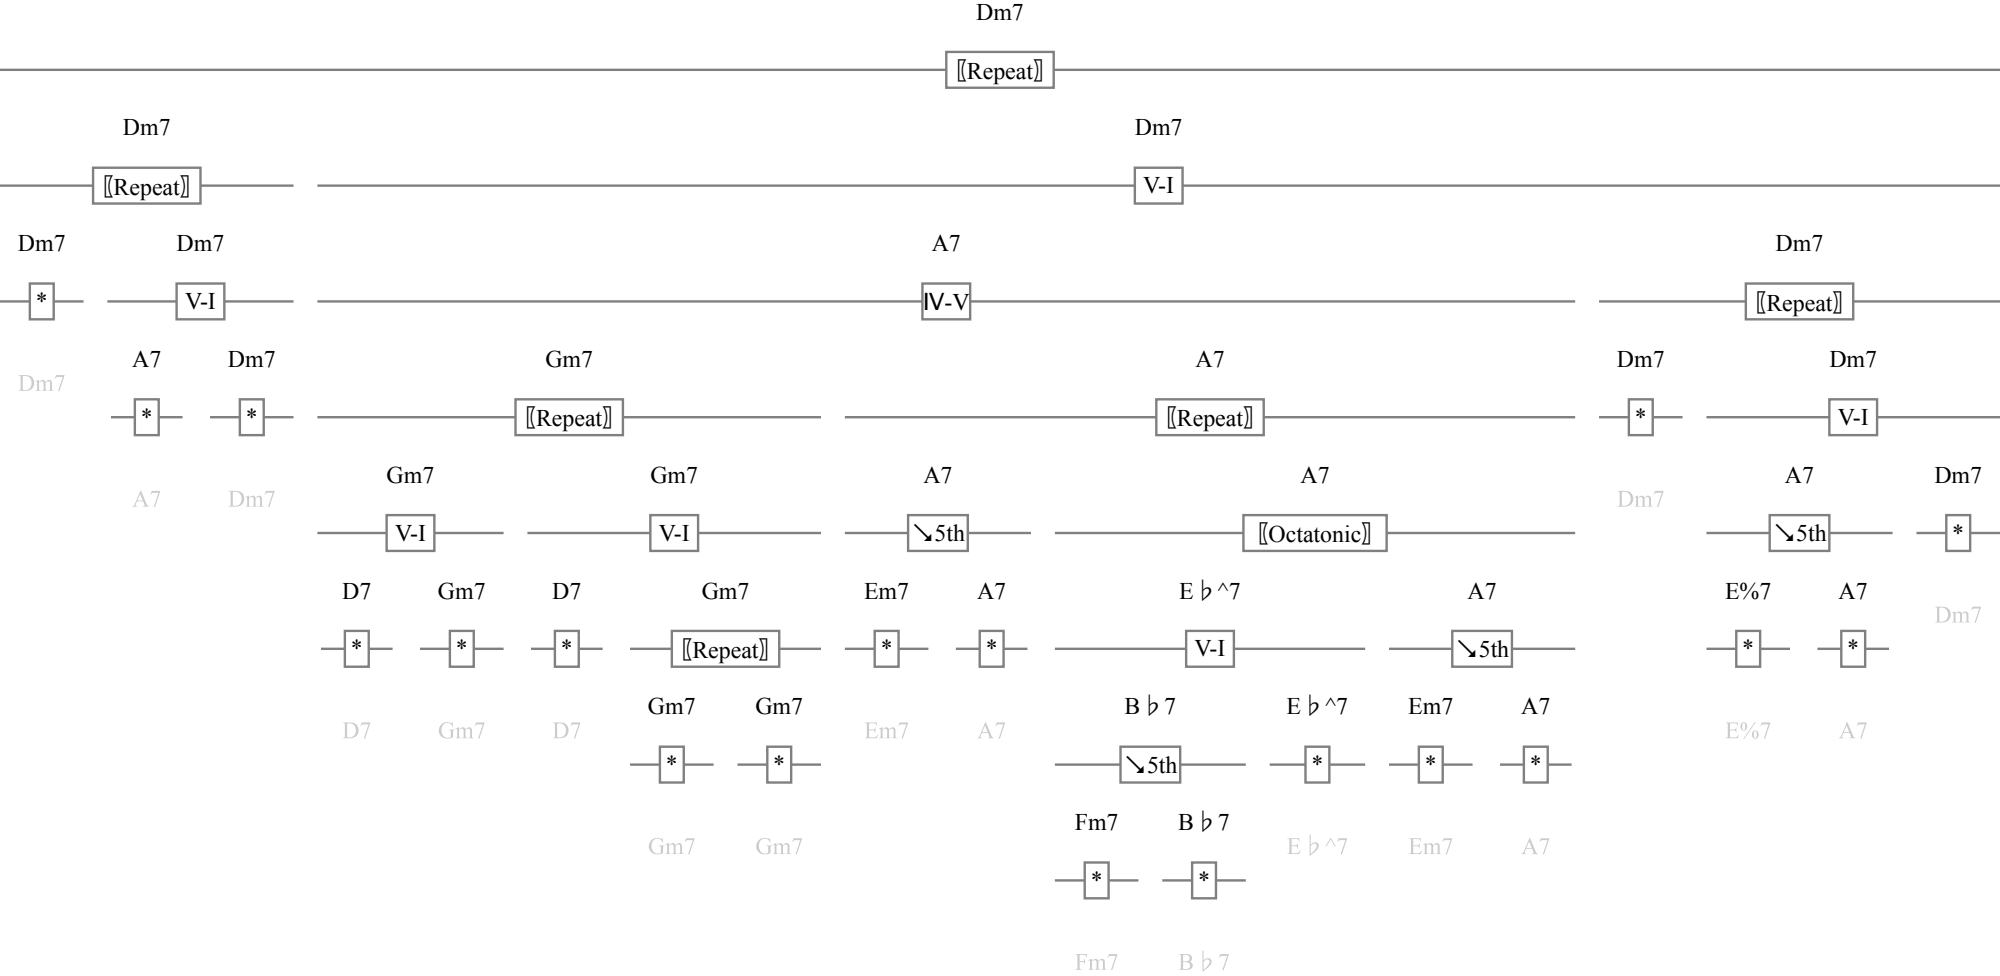 Dm7
〖Repeat〗
Dm7 Dm7
〖Repeat〗 V-I
Dm7 Dm7 A7 Dm7
* V-I Ⅳ-V 〖Repeat〗
A7 Dm7 Gm7 A7 Dm7 Dm7
Dm7
* * 〖Repeat〗 〖Repeat〗 * V-I
Gm7 Gm7 A7 A7 A7 Dm7
A7 Dm7 Dm7
V-I V-I ↘5th 〖Octatonic〗 ↘5th *
D7 Gm7 D7 Gm7 Em7 A7 E♭^7 A7 E%7 A7
Dm7
* * * 〖Repeat〗 * * V-I ↘5th * *
Gm7 Gm7 B♭7 E♭^7 Em7 A7
D7 Gm7 D7 Em7 A7 E%7 A7
* * ↘5th * * *
Fm7 B♭7
Gm7 Gm7 E♭^7 Em7 A7
* *
Fm7 B♭7